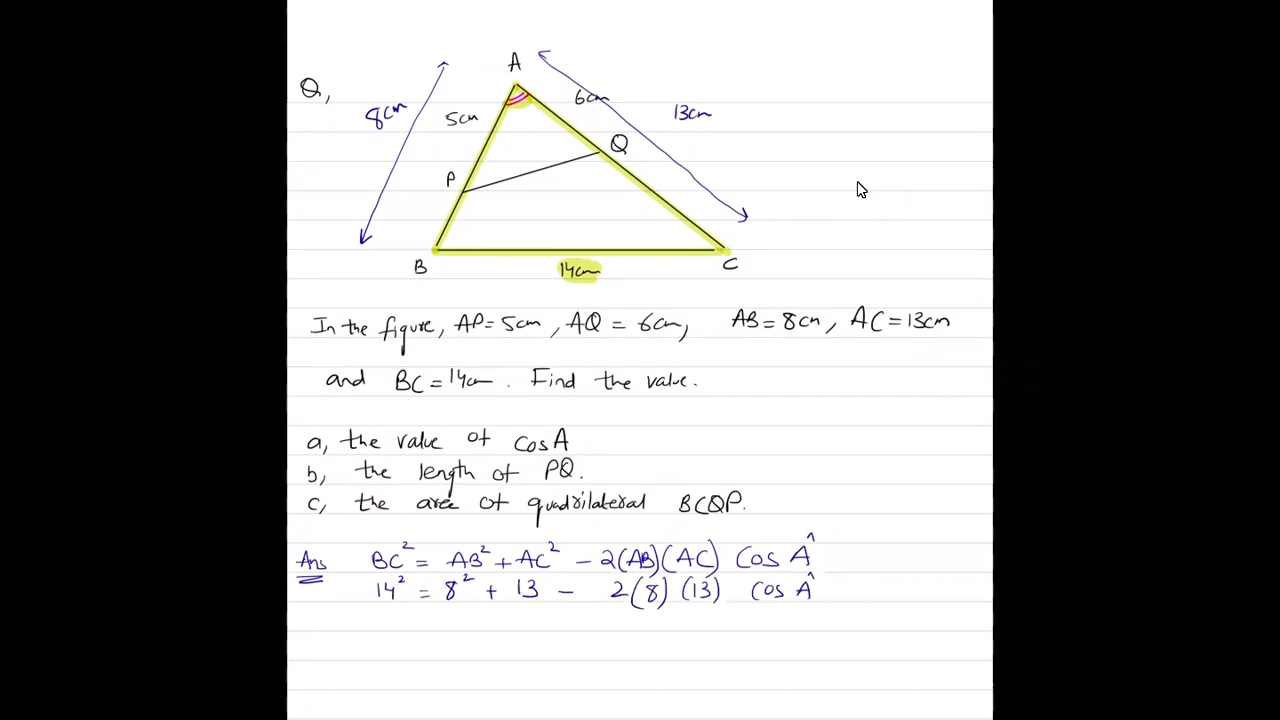 A
Q,
8cm
5cm
6cm
13cm
Q
P
B
14cm
C
In the figure, AP = 5cm , AQ = 6cm, AB = 8cm , AC = 13cm
and BC = 14cm . Find the value.
a, the value of cos A
b, the length of PQ.
c, the area of quadrilateral BCQP.
Ans BC² = AB² + AC² - 2(AB)(AC) Cos Â
14² = 8² + 13 - 2(8)(13) Cos Â